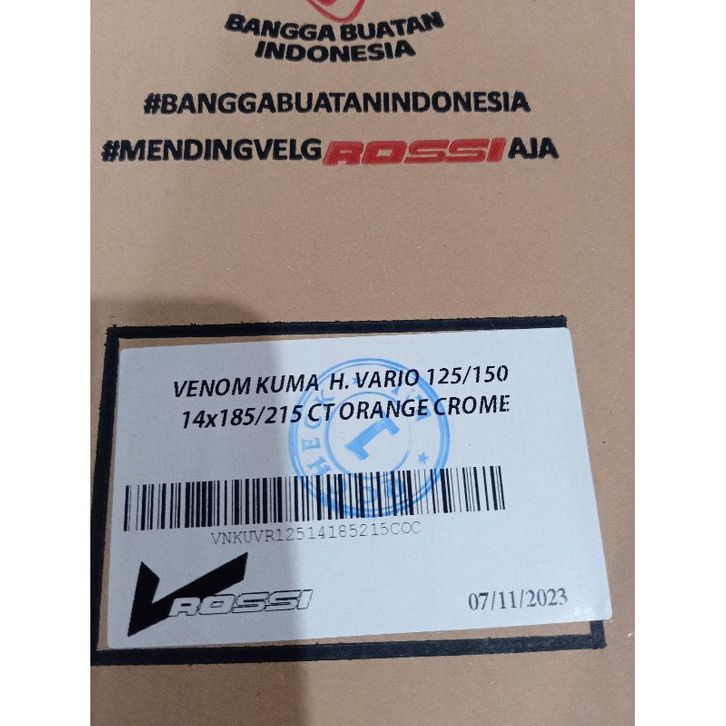 BANGGA BUATAN
INDONESIA
#BANGGABUATANINDONESIA
#MENDINGVELGROSSIAJA
VENOM KUMA H. VARIO 125/150
14x185/215 CT ORANGE CROME
VNKUVR12514185215COC
ROSSI
07/11/2023